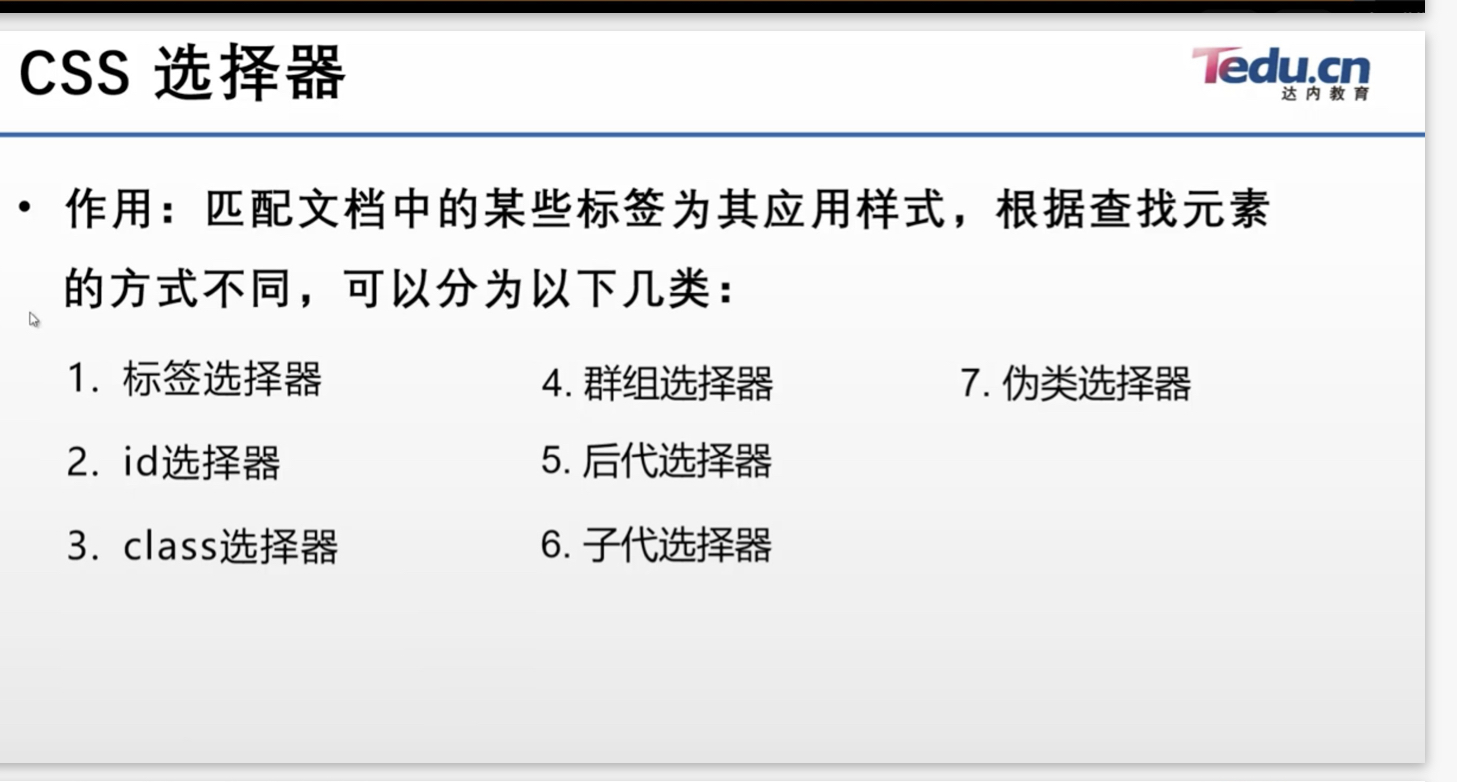 CSS 选择器
Tedu.cn
达内教育
• 作用：匹配文档中的某些标签为其应用样式，根据查找元素
的方式不同，可以分为以下几类：
1. 标签选择器
2. id选择器
3. class选择器
4. 群组选择器
5. 后代选择器
6. 子代选择器
7. 伪类选择器